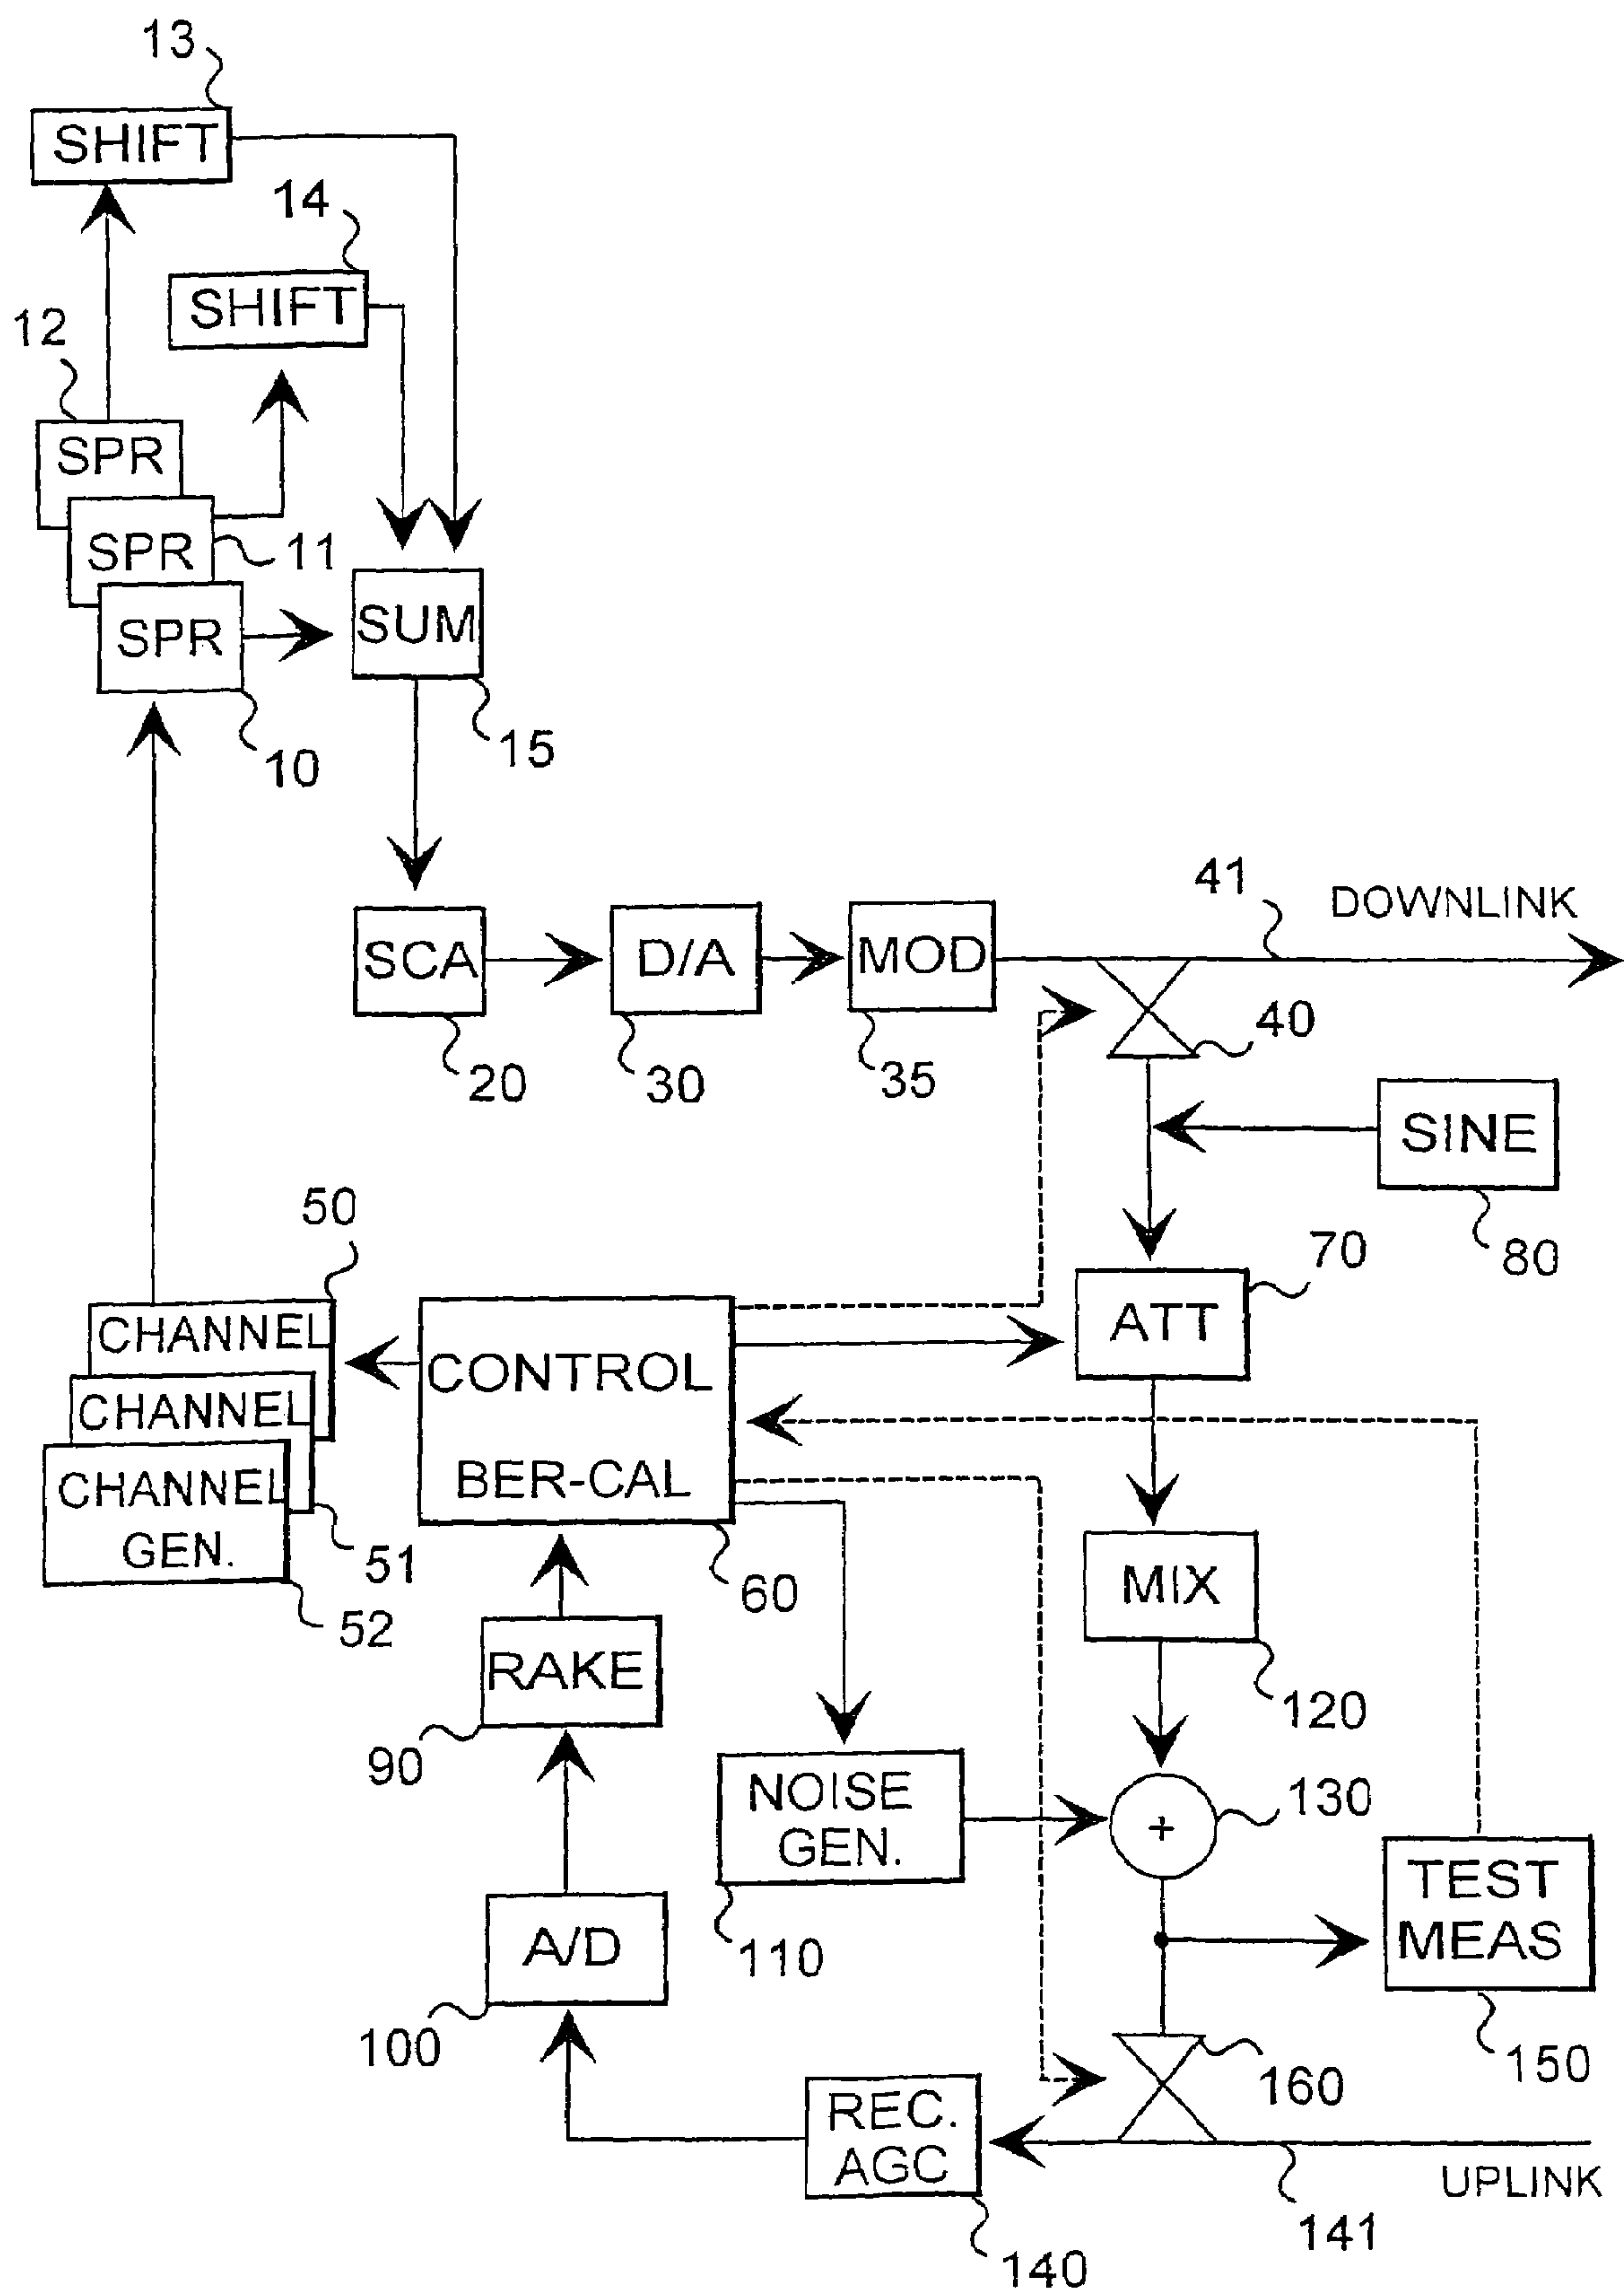 13
SHIFT
14
SHIFT
12
SPR
SPR
11
SPR
SUM
10
15
41
DOWNLINK
SCA
D/A
MOD
40
20
30
35
SINE
80
50
70
CHANNEL
CONTROL
ATT
CHANNEL
BER-CAL
CHANNEL
GEN.
51
52
60
MIX
RAKE
120
90
NOISE
GEN.
130
+
TEST
MEAS
A/D
110
100
150
160
REC.
AGC
UPLINK
141
140